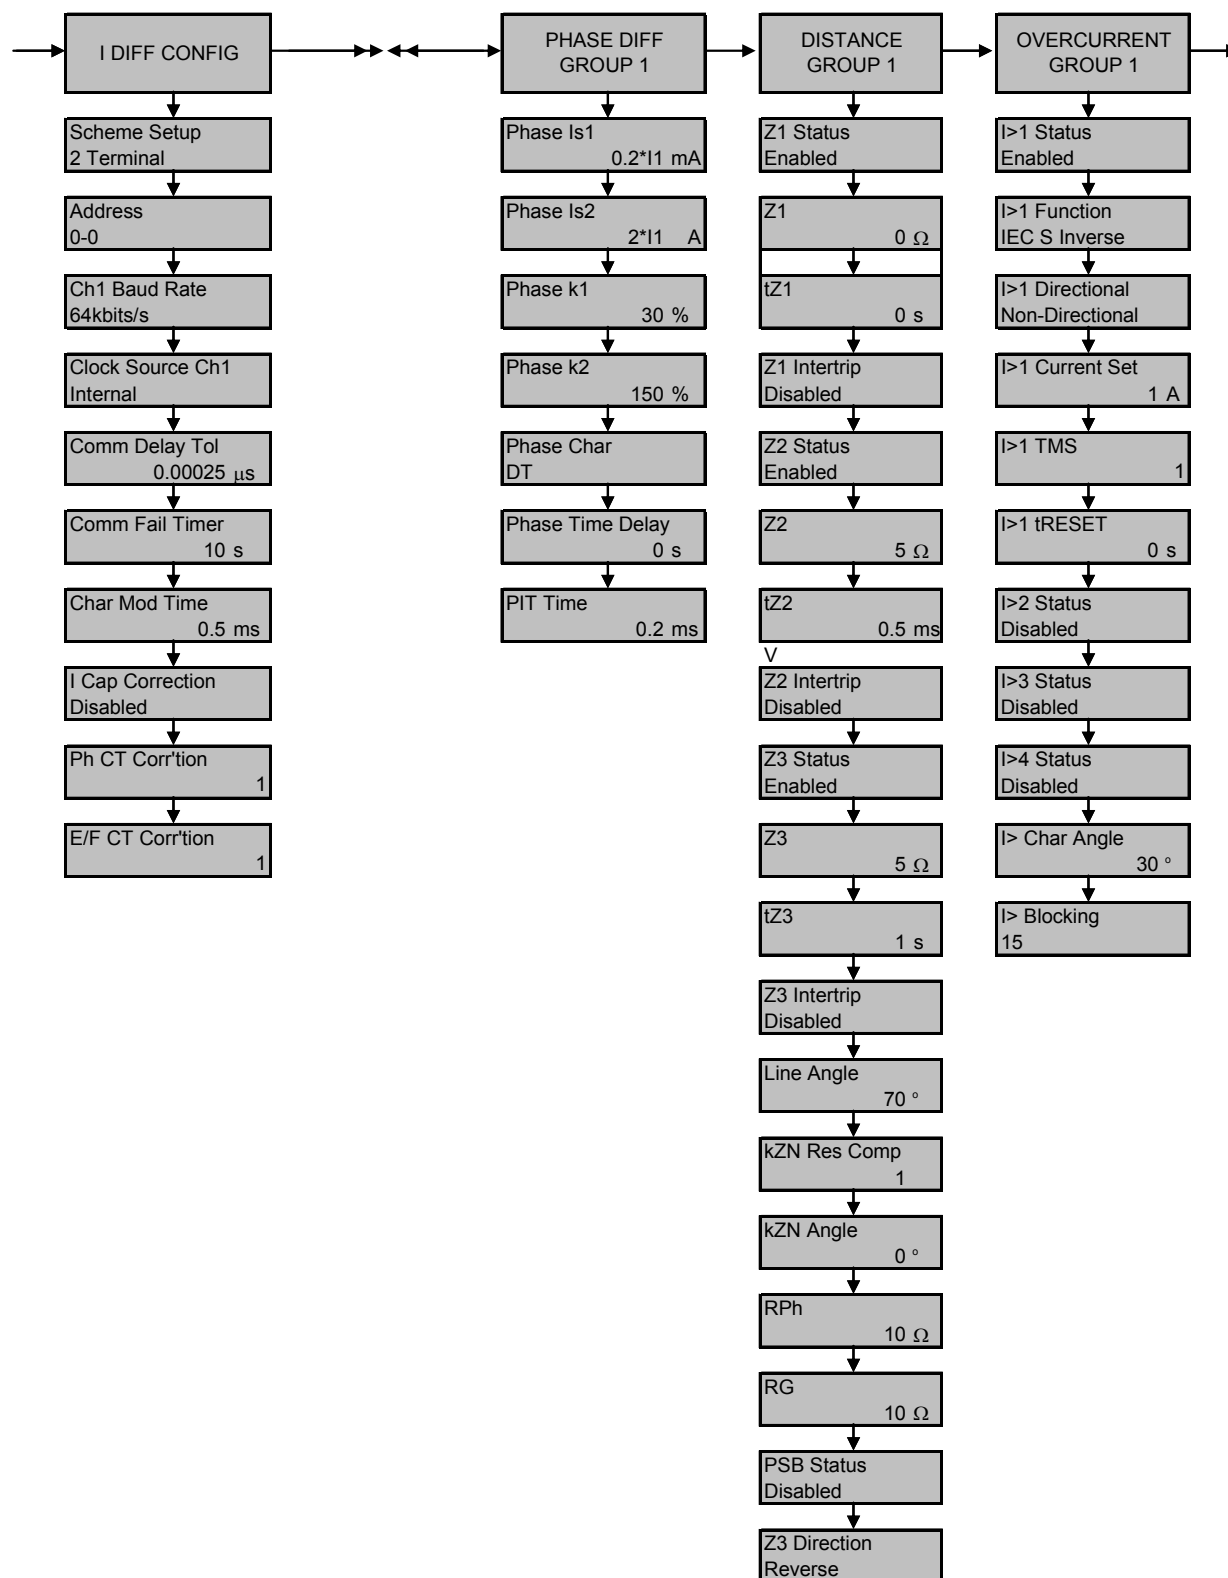 I DIFF CONFIG
Scheme Setup
2 Terminal
Address
0-0
Ch1 Baud Rate
64kbits/s
Clock Source Ch1
Internal
Comm Delay Tol
0.00025 μs
Comm Fail Timer
10 s
Char Mod Time
0.5 ms
I Cap Correction
Disabled
Ph CT Corr'tion
1
E/F CT Corr'tion
1
PHASE DIFF
GROUP 1
Phase Is1
0.2*I1 mA
Phase Is2
2*I1 A
Phase k1
30 %
Phase k2
150 %
Phase Char
DT
Phase Time Delay
0 s
PIT Time
0.2 ms
DISTANCE
GROUP 1
Z1 Status
Enabled
Z1
0 Ω
tZ1
0 s
Z1 Intertrip
Disabled
Z2 Status
Enabled
Z2
5 Ω
tZ2
0.5 ms
V
Z2 Intertrip
Disabled
Z3 Status
Enabled
Z3
5 Ω
tZ3
1 s
Z3 Intertrip
Disabled
Line Angle
70 °
kZN Res Comp
1
kZN Angle
0 °
RPh
10 Ω
RG
10 Ω
PSB Status
Disabled
Z3 Direction
Reverse
OVERCURRENT
GROUP 1
I>1 Status
Enabled
I>1 Function
IEC S Inverse
I>1 Directional
Non-Directional
I>1 Current Set
1 A
I>1 TMS
1
I>1 tRESET
0 s
I>2 Status
Disabled
I>3 Status
Disabled
I>4 Status
Disabled
I> Char Angle
30 °
I> Blocking
15